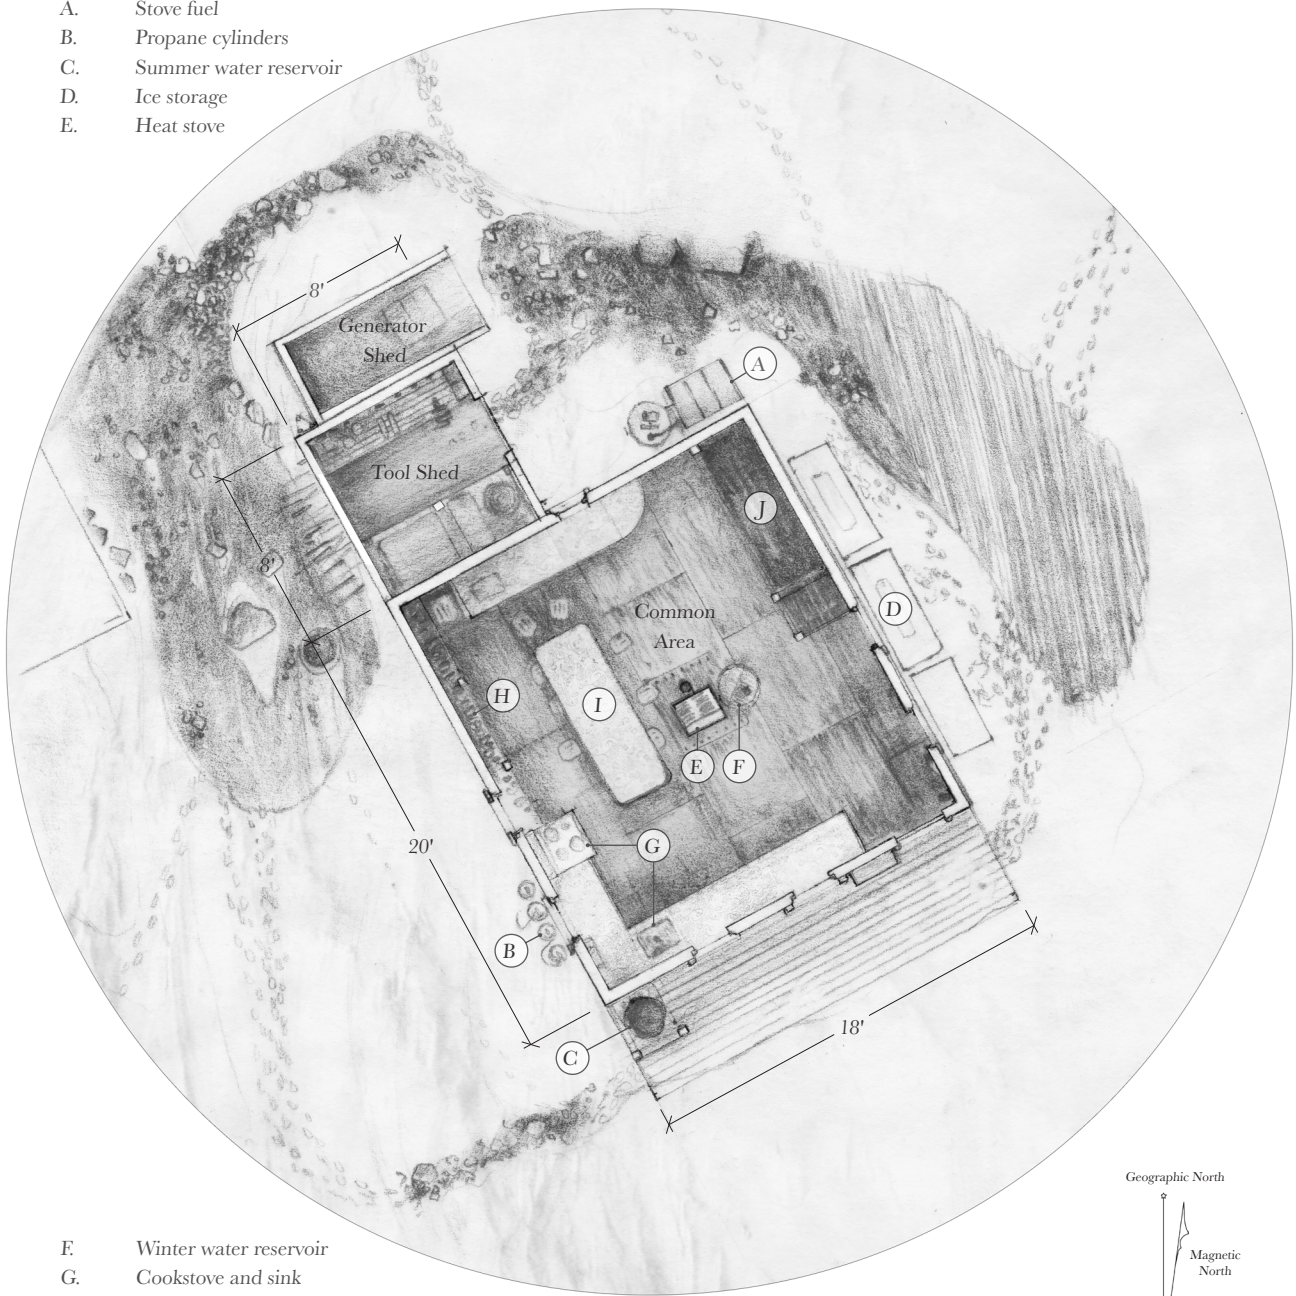 A. Stove fuel
B. Propane cylinders
C. Summer water reservoir
D. Ice storage
E. Heat stove
8'
Generator
Shed
A
Tool Shed
J
8'
Common
Area
D
H
I
E
F
20'
G
B
C
18'
Geographic North
Magnetic
North
F. Winter water reservoir
G. Cookstove and sink